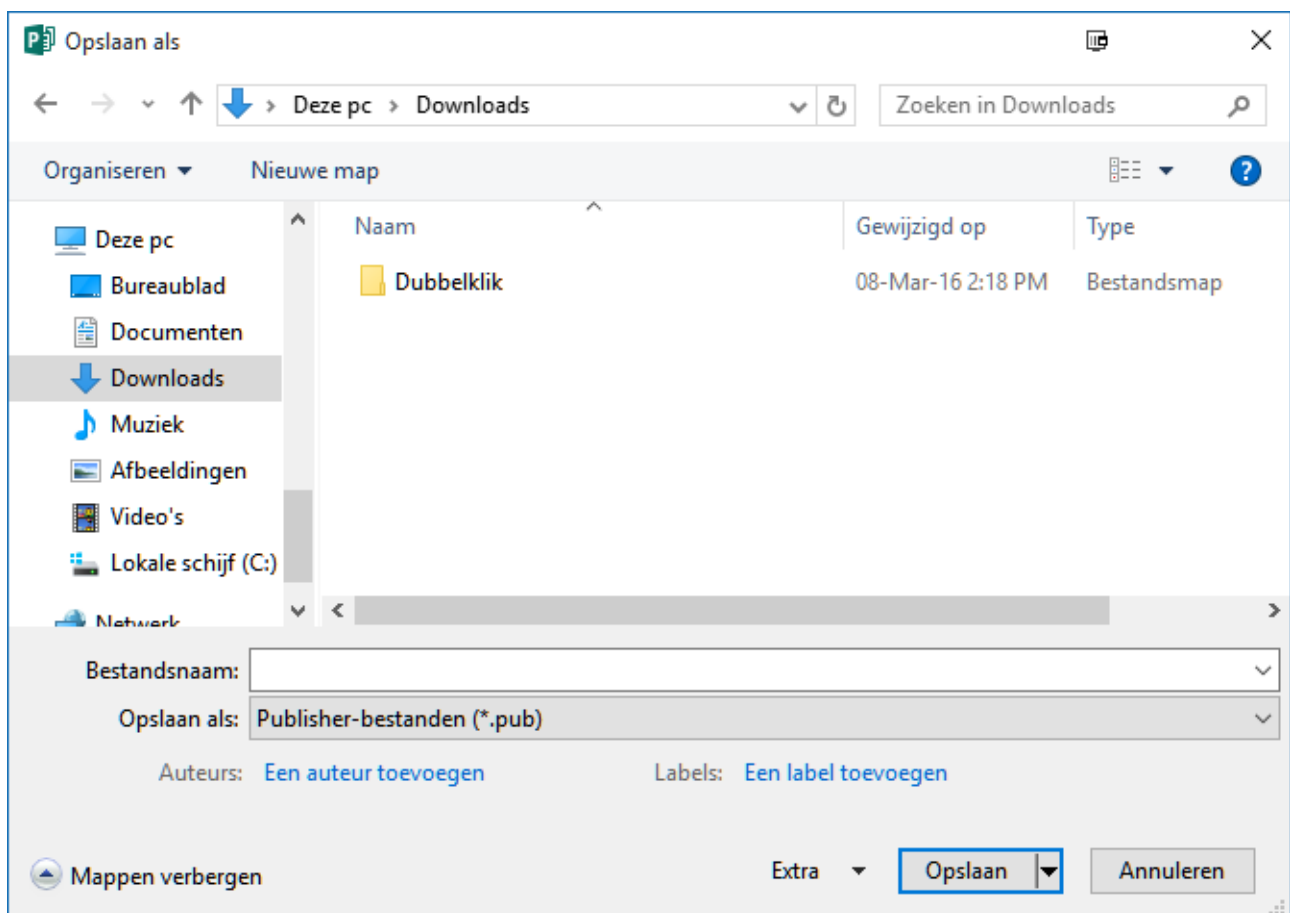 Opslaan als
Deze pc > Downloads
Zoeken in Downloads
Organiseren
Nieuwe map
Deze pc
Bureaublad
Documenten
Downloads
Muziek
Afbeeldingen
Video's
Lokale schijf (C:)
Netwerk
Naam Gewijzigd op Type
Dubbelklik 08-Mar-16 2:18 PM Bestandsmap
Bestandsnaam:
Opslaan als: Publisher-bestanden (*.pub)
Auteurs: Een auteur toevoegen Labels: Een label toevoegen
Mappen verbergen
Extra
Opslaan
Annuleren